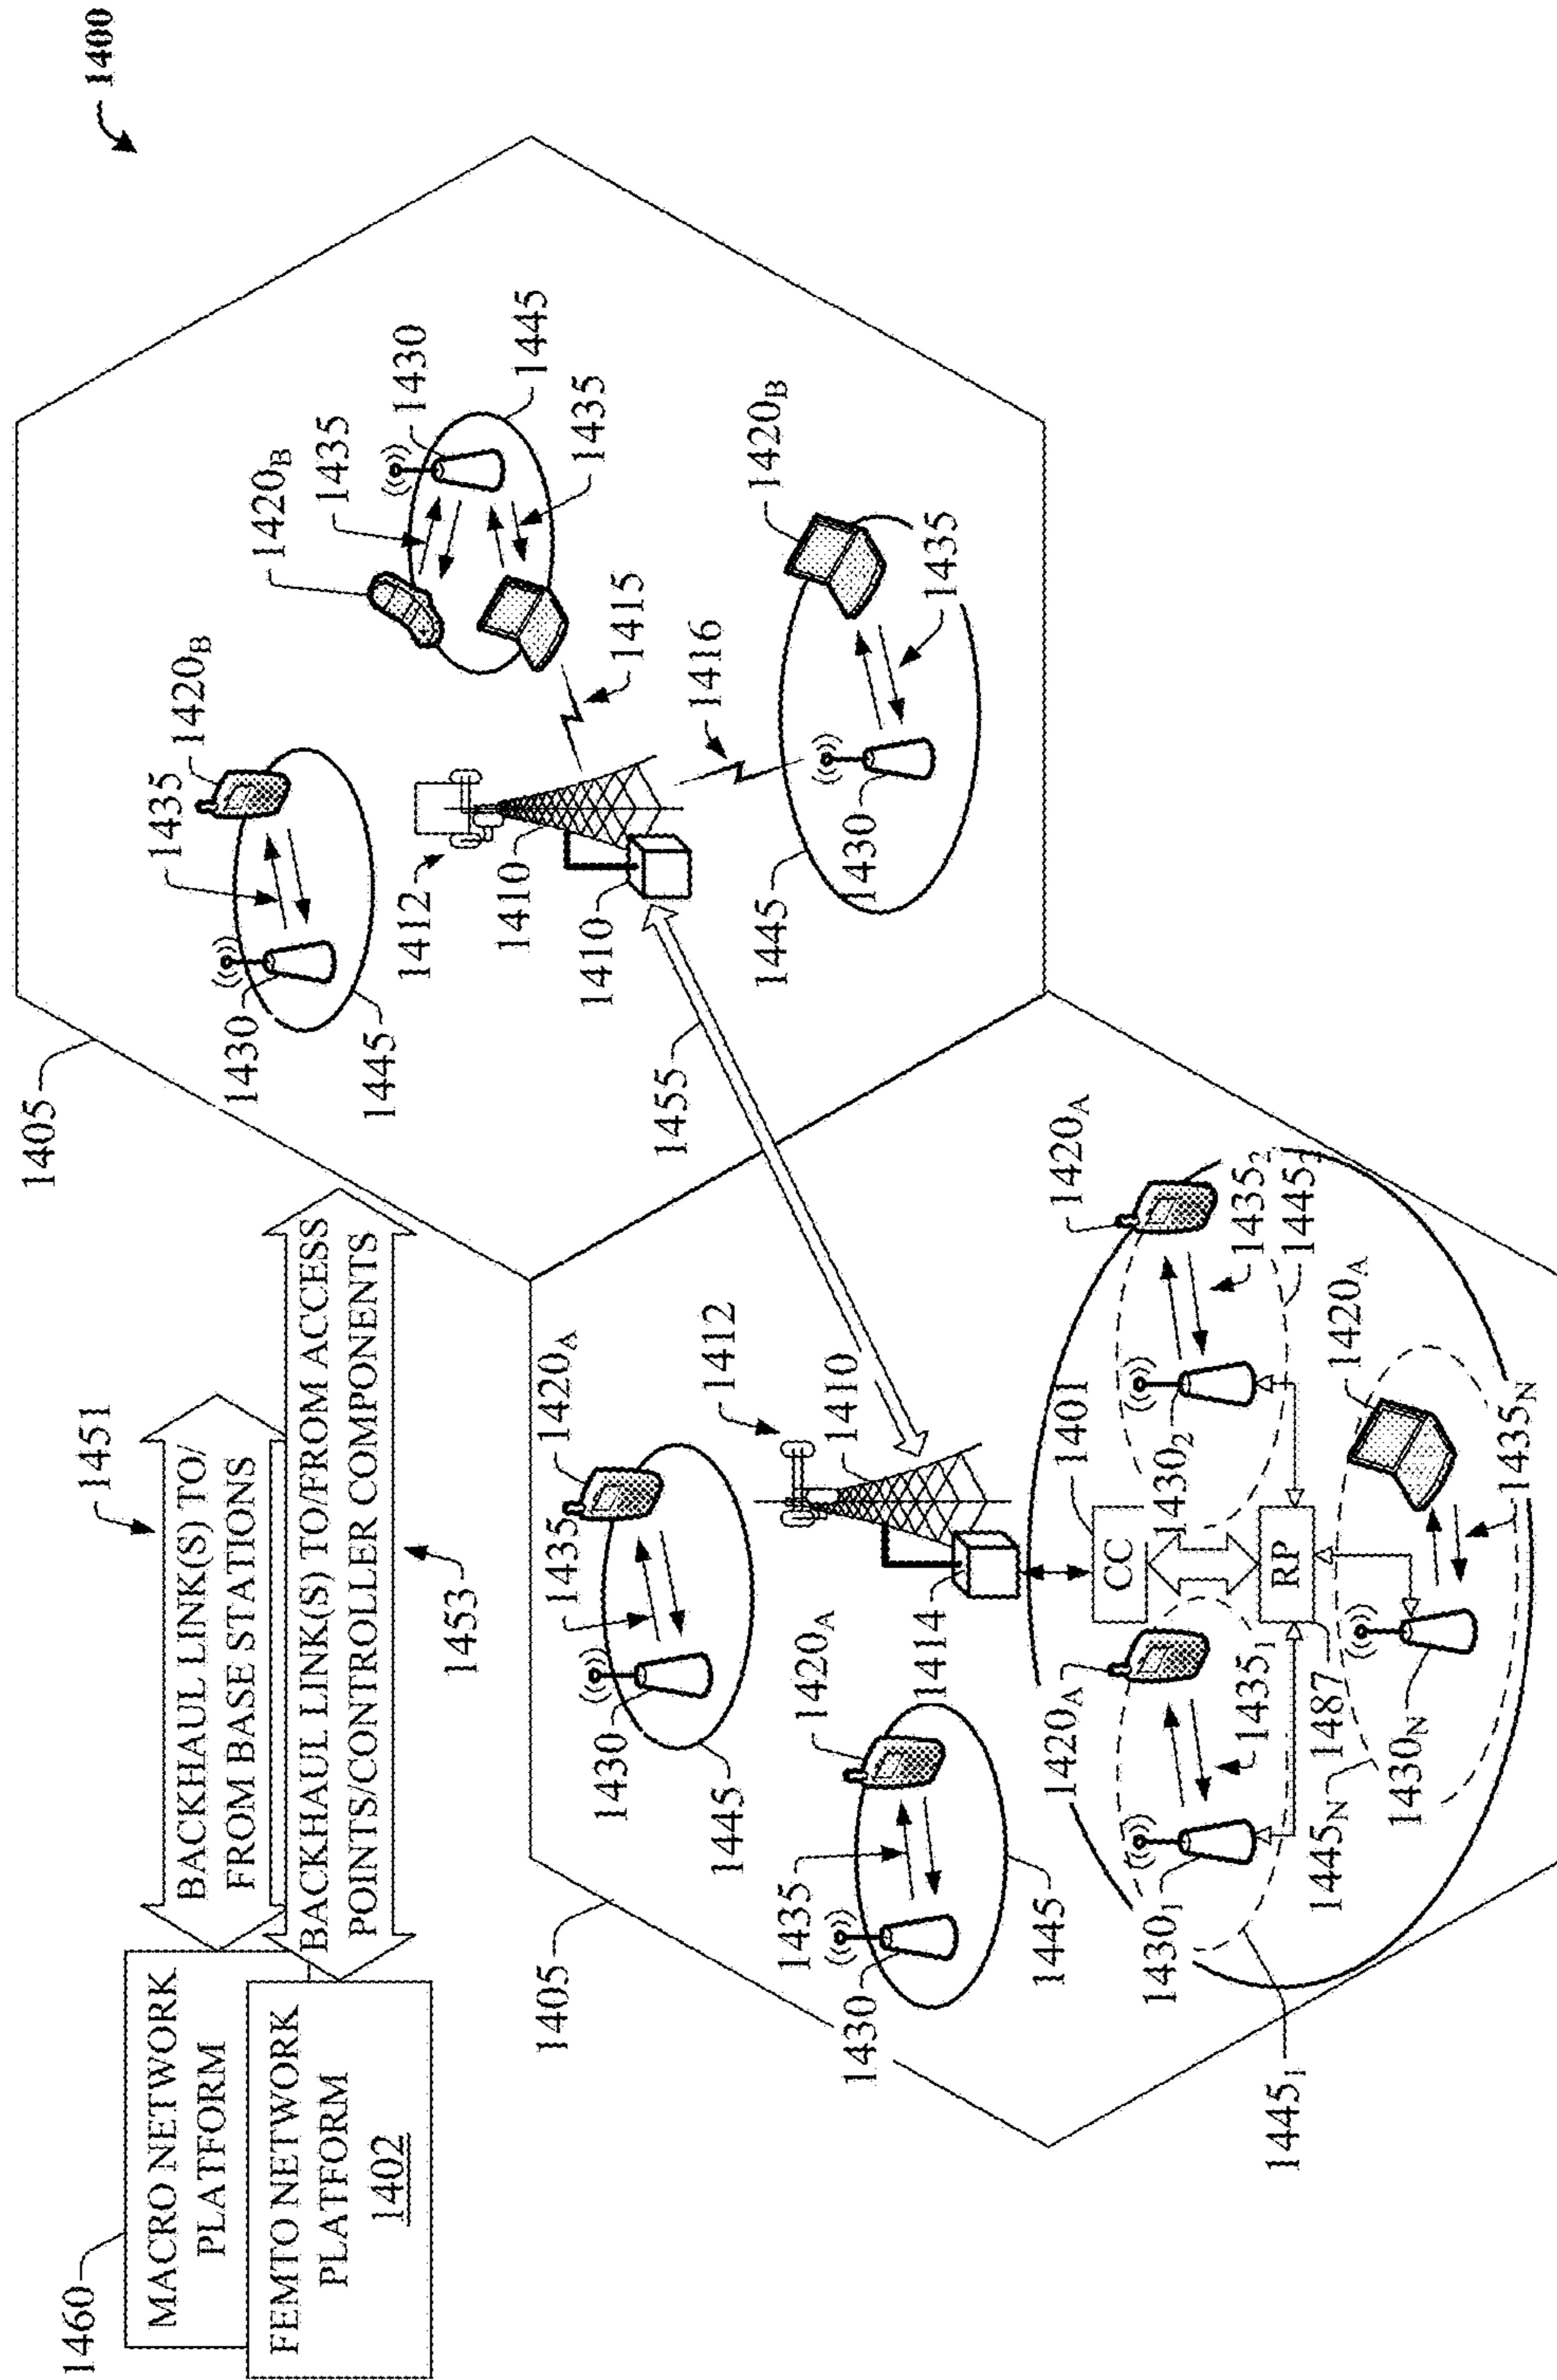 1400
1460
MACRO NETWORK
PLATFORM
FEMTO NETWORK
PLATFORM
1402
BACKHAUL LINK(S) TO/
FROM BASE STATIONS
1451
BACKHAUL LINK(S) TO/FROM ACCESS
POINTS/CONTROLLER COMPONENTS
1453
1405
1430
1435
1420B
1445
1412
1410
1410
1420B
1435
1430
1445
1435
1415
1416
1420B
1445
1430
1435
1455
1405
1435
1420A
1430
1445
1412
1410
1420A
1435
1430
1445
1414
CC
1401
1420A
1420A
14301
14351
14451
14302
14352
14452
RP
1487
1420A
1445N
1430N
1435N